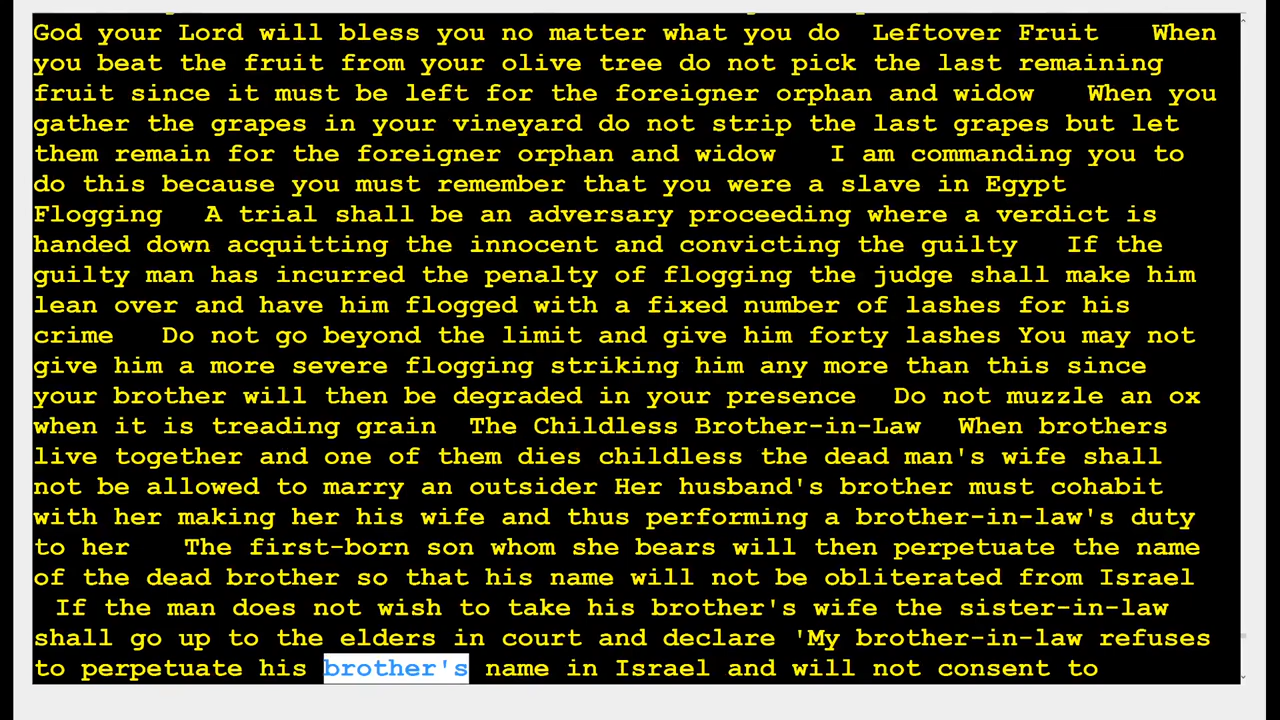 God your Lord will bless you no matter what you do Leftover Fruit When
you beat the fruit from your olive tree do not pick the last remaining
fruit since it must be left for the foreigner orphan and widow When you
gather the grapes in your vineyard do not strip the last grapes but let
them remain for the foreigner orphan and widow I am commanding you to
do this because you must remember that you were a slave in Egypt
Flogging A trial shall be an adversary proceeding where a verdict is
handed down acquitting the innocent and convicting the guilty If the
guilty man has incurred the penalty of flogging the judge shall make him
lean over and have him flogged with a fixed number of lashes for his
crime Do not go beyond the limit and give him forty lashes You may not
give him a more severe flogging striking him any more than this since
your brother will then be degraded in your presence Do not muzzle an ox
when it is treading grain The Childless Brother-in-Law When brothers
live together and one of them dies childless the dead man's wife shall
not be allowed to marry an outsider Her husband's brother must cohabit
with her making her his wife and thus performing a brother-in-law's duty
to her The first-born son whom she bears will then perpetuate the name
of the dead brother so that his name will not be obliterated from Israel
If the man does not wish to take his brother's wife the sister-in-law
shall go up to the elders in court and declare 'My brother-in-law refuses
to perpetuate his brother's name in Israel and will not consent to